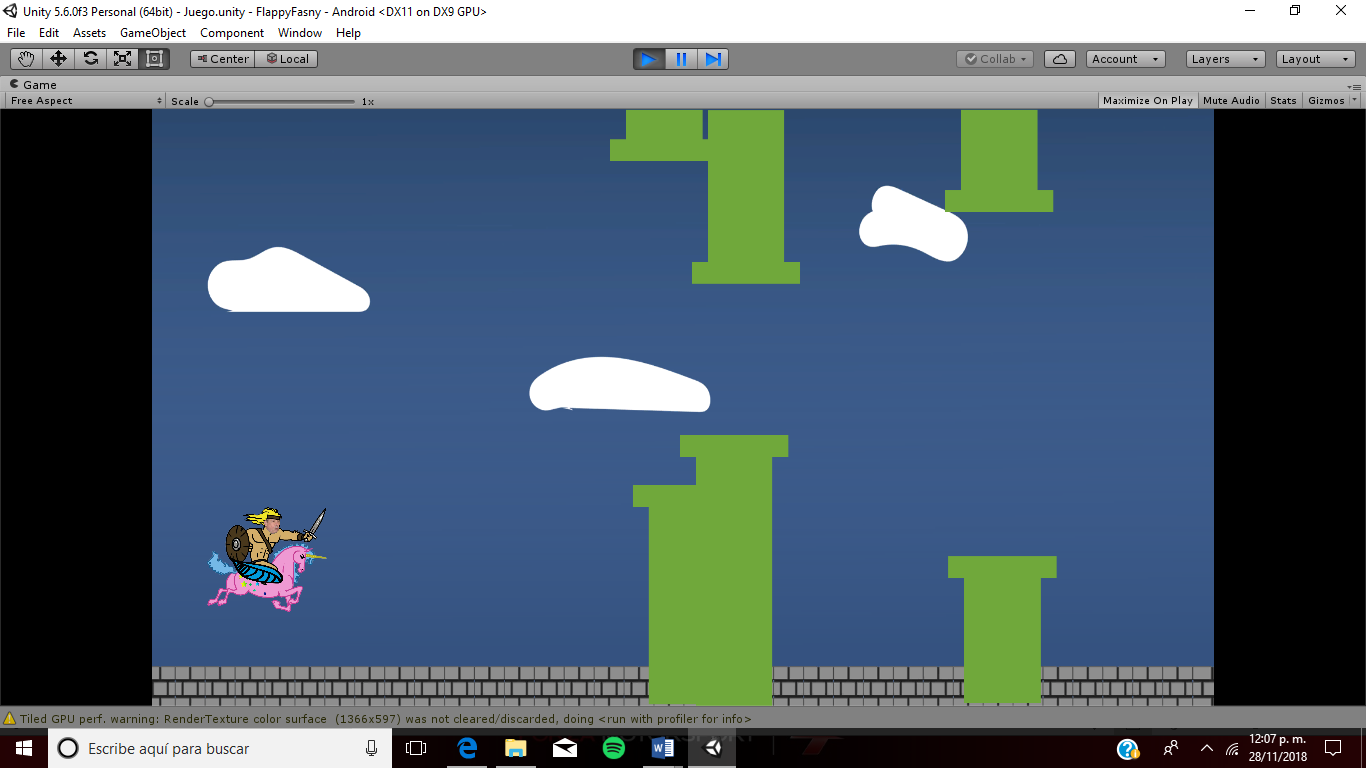 Unity 5.6.0f3 Personal (64bit) - Juego.unity - FlappyFasny - Android <DX11 on DX9 GPU>
File Edit Assets GameObject Component Window Help
Center Local Collab Account Layers Layout
Game
Free Aspect Scale 1x Maximize On Play Mute Audio Stats Gizmos
Tiled GPU perf. warning: RenderTexture color surface (1366x597) was not cleared/discarded, doing <run with profiler for info>
Escribe aquí para buscar
12:07 p. m.
28/11/2018